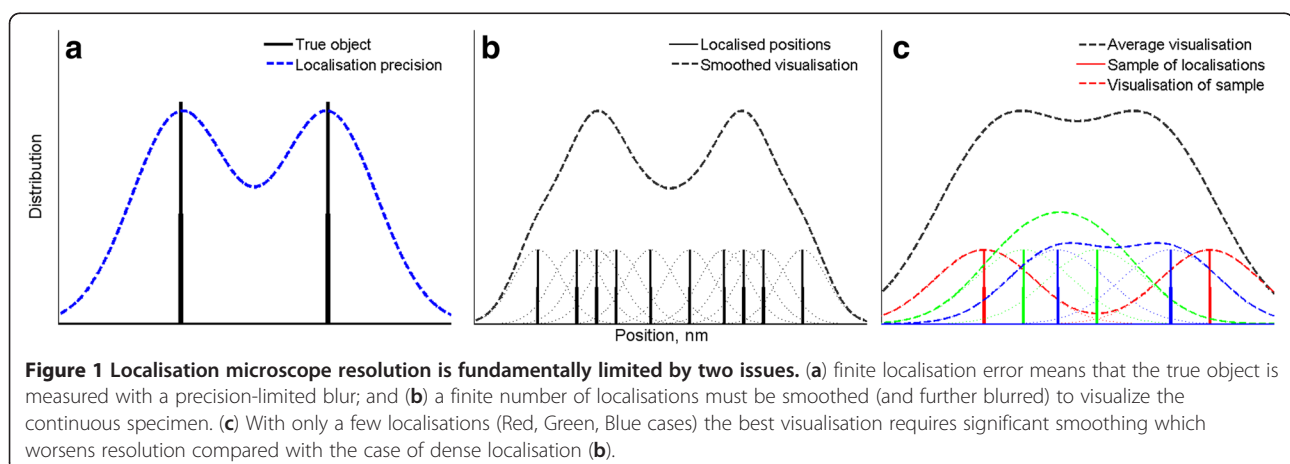 a
True object
Localisation precision
Distribution
b
Localised positions
Smoothed visualisation
Position, nm
c
Average visualisation
Sample of localisations
Visualisation of sample
Figure 1 Localisation microscope resolution is fundamentally limited by two issues. (a) finite localisation error means that the true object is
measured with a precision-limited blur; and (b) a finite number of localisations must be smoothed (and further blurred) to visualize the
continuous specimen. (c) With only a few localisations (Red, Green, Blue cases) the best visualisation requires significant smoothing which
worsens resolution compared with the case of dense localisation (b).